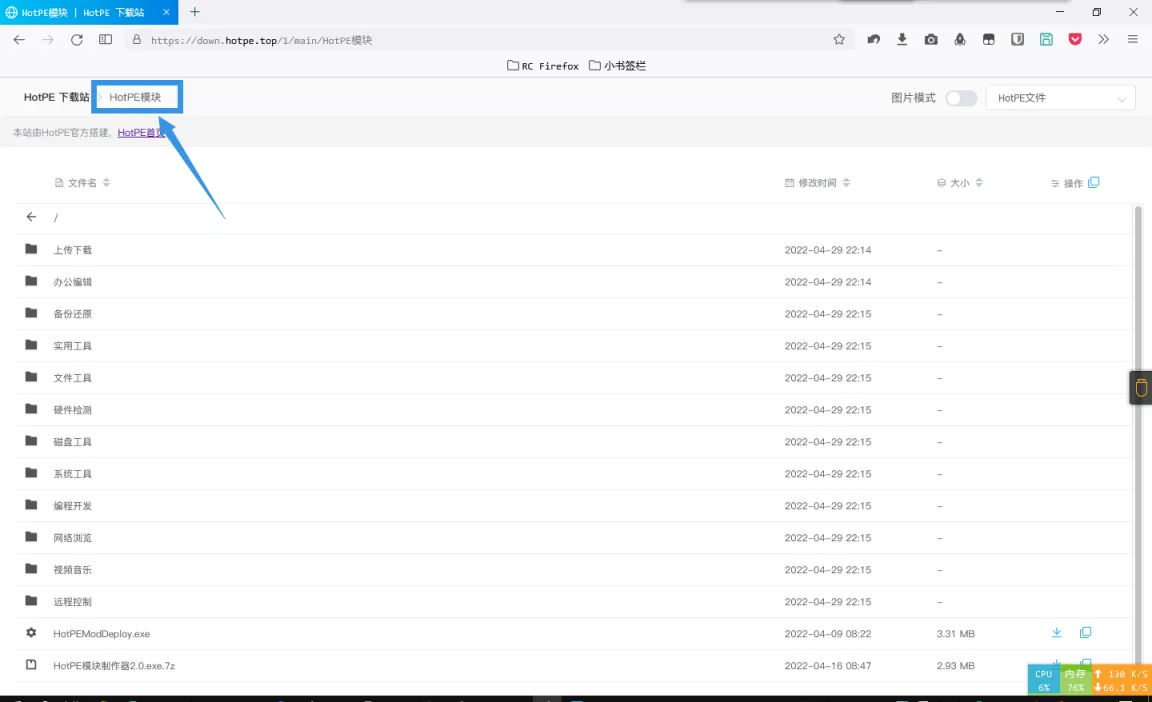 HotPE模块 | HotPE 下载站
https://down.hotpe.top/1/main/HotPE模块
RC Firefox 小书签栏
HotPE 下载站 HotPE模块 图片模式 HotPE文件
本站由HotPE官方搭建，HotPE首页
文件名 修改时间 大小 操作
/
上传下载 2022-04-29 22:14 -
办公编辑 2022-04-29 22:14 -
备份还原 2022-04-29 22:15 -
实用工具 2022-04-29 22:15 -
文件工具 2022-04-29 22:15 -
硬件检测 2022-04-29 22:15 -
磁盘工具 2022-04-29 22:15 -
系统工具 2022-04-29 22:15 -
编程开发 2022-04-29 22:15 -
网络浏览 2022-04-29 22:15 -
视頻音乐 2022-04-29 22:15 -
远程控制 2022-04-29 22:15 -
HotPEModDeploy.exe 2022-04-09 08:22 3.31 MB
HotPE模块制作器2.0.exe.7z 2022-04-16 08:47 2.93 MB
CPU 内存 130 K/S
6% 76% 66.1 K/S